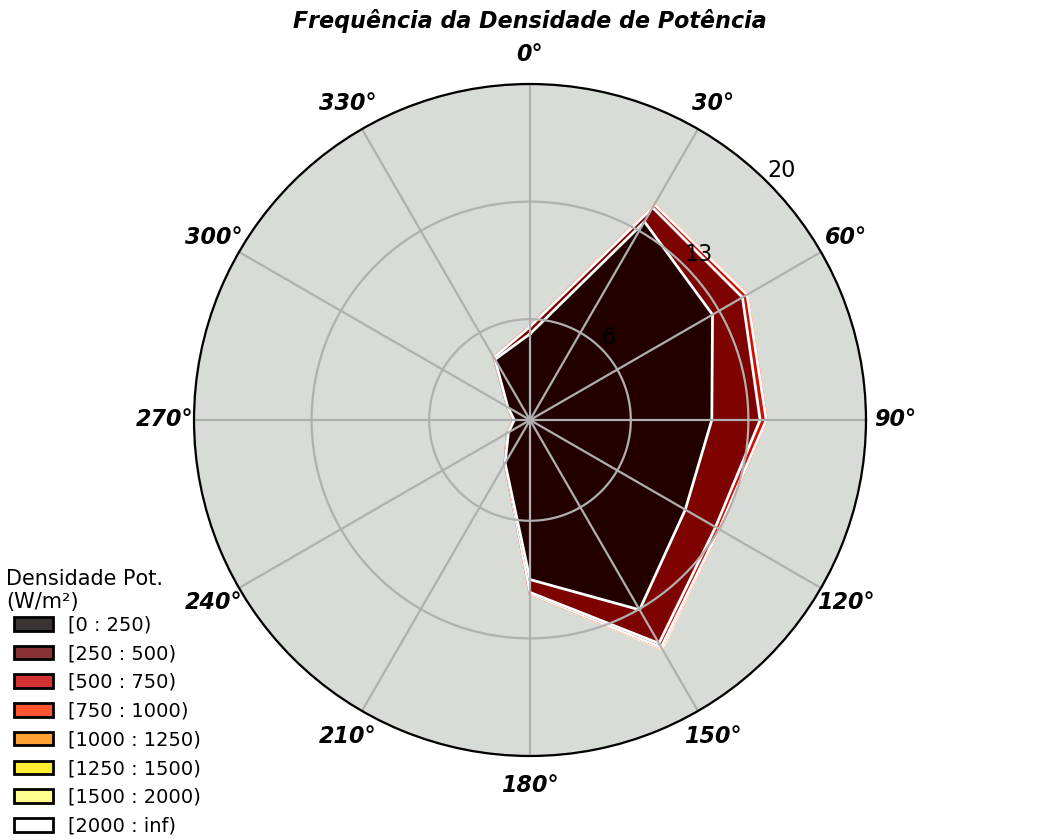 Frequência da Densidade de Potência
0°
330°
30°
20
300°
60°
13
6
270°
90°
240°
120°
210°
150°
180°
Densidade Pot.
(W/m²)
[0 : 250)
[250 : 500)
[500 : 750)
[750 : 1000)
[1000 : 1250)
[1250 : 1500)
[1500 : 2000)
[2000 : inf)